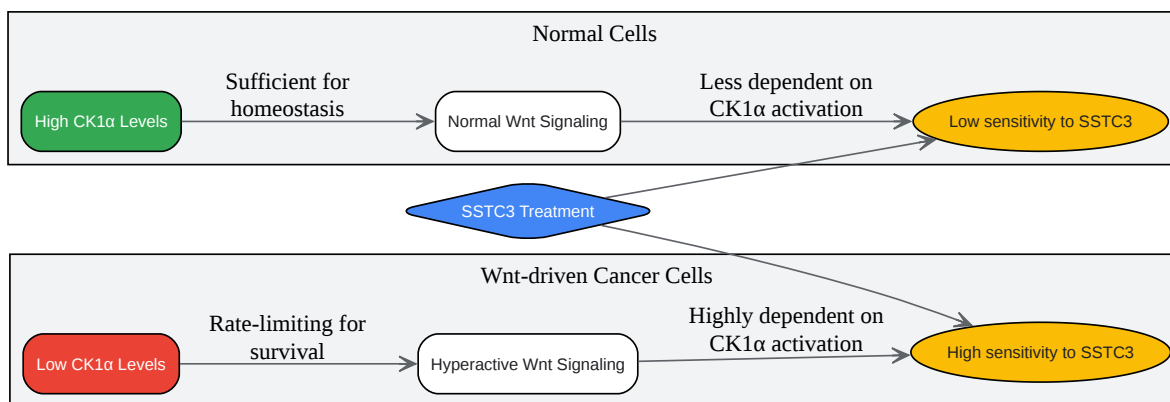 Normal Cells
High CK1α Levels
Sufficient for
homeostasis
Normal Wnt Signaling
Less dependent on
CK1α activation
Low sensitivity to SSTC3
SSTC3 Treatment
Wnt-driven Cancer Cells
Low CK1α Levels
Rate-limiting for
survival
Hyperactive Wnt Signaling
Highly dependent on
CK1α activation
High sensitivity to SSTC3